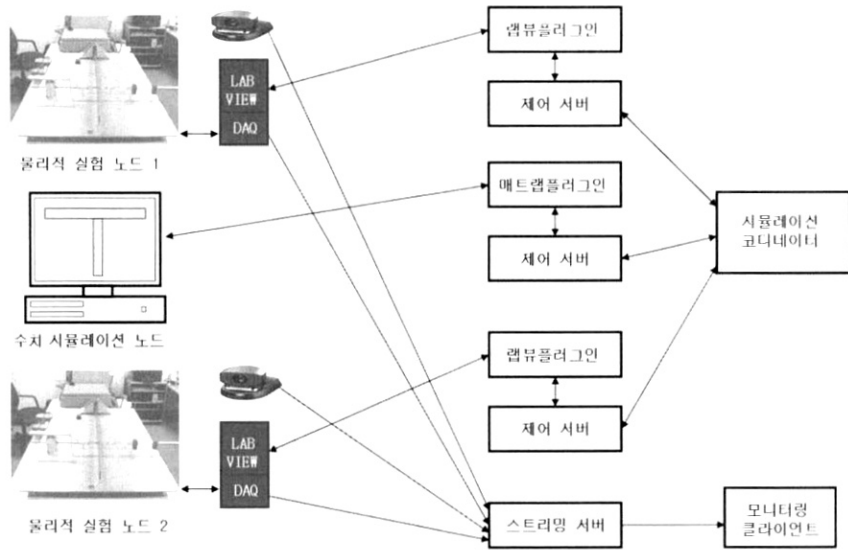 랩뷰플러그인
LAB
VIEW
DAQ
제어 서버
물리적 실험 노드 1
매트랩플러그인
제어 서버
시뮬레이션
코디네이터
수치 시뮬레이션 노드
랩뷰플러그인
제어 서버
LAB
VIEW
DAQ
물리적 실험 노드 2
스트리밍 서버
모니터링
클라이언트